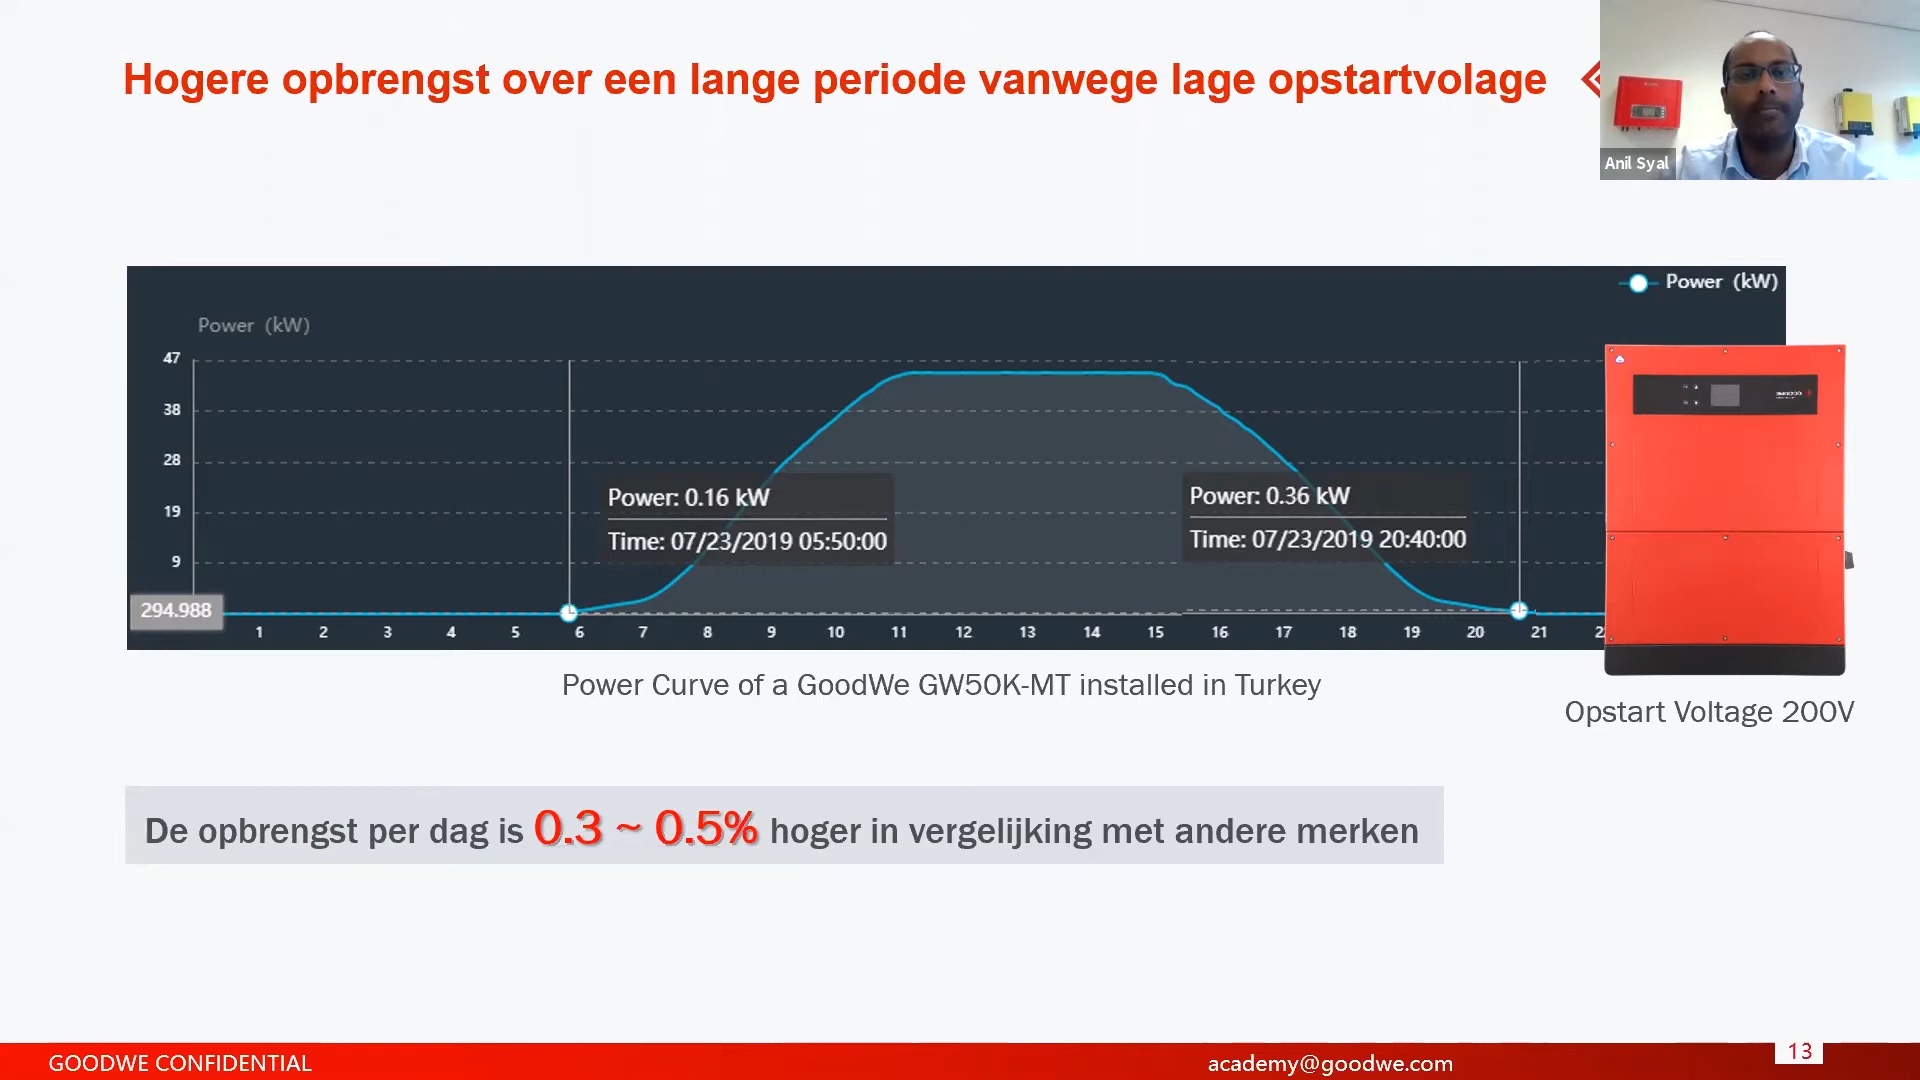 Hogere opbrengst over een lange periode vanwege lage opstartvolage
Anil Syal
Power (kW)
Power (kW)
47
38
28
19
9
294.988
Power: 0.16 kW
Time: 07/23/2019 05:50:00
Power: 0.36 kW
Time: 07/23/2019 20:40:00
1 2 3 4 5 6 7 8 9 10 11 12 13 14 15 16 17 18 19 20 21
Power Curve of a GoodWe GW50K-MT installed in Turkey
Opstart Voltage 200V
De opbrengst per dag is 0.3 ~ 0.5% hoger in vergelijking met andere merken
GOODWE CONFIDENTIAL
academy@goodwe.com
13